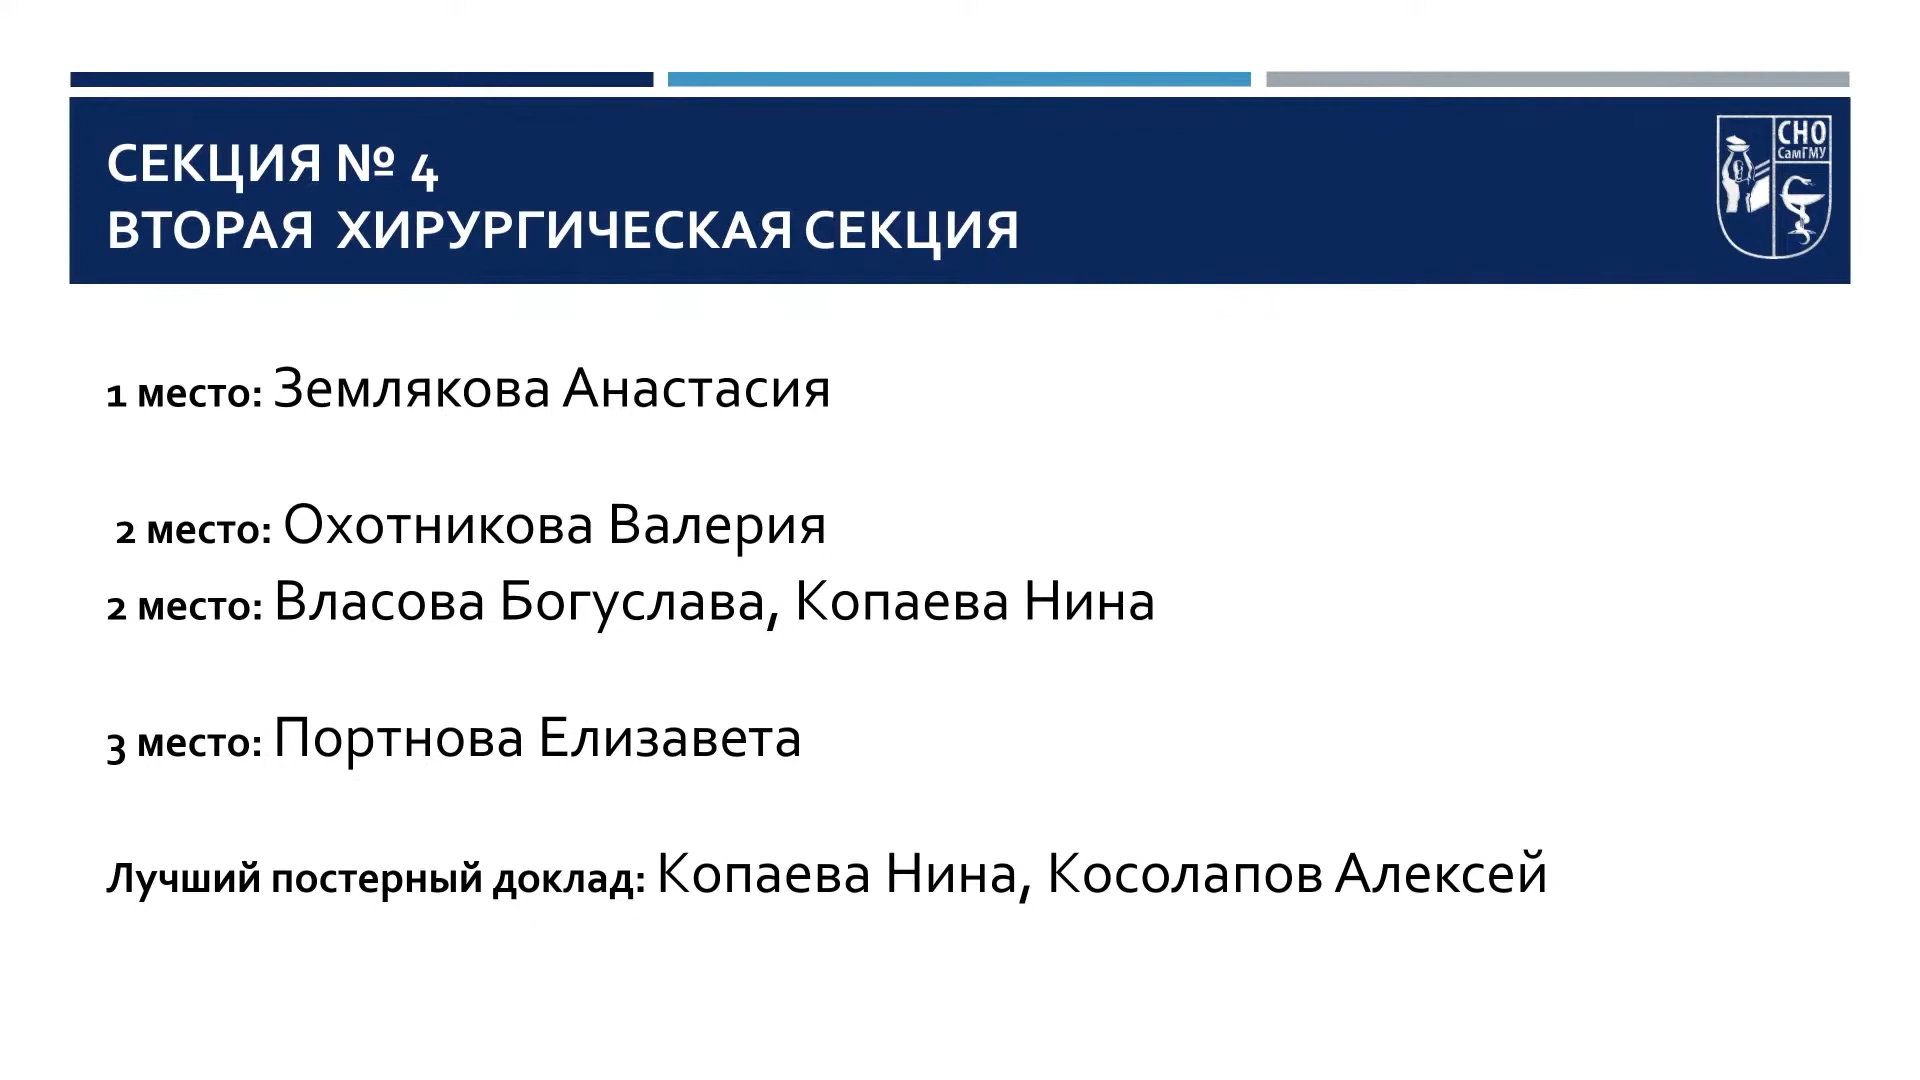 СЕКЦИЯ № 4
ВТОРАЯ ХИРУРГИЧЕСКАЯ СЕКЦИЯ
СНО
СамГМУ
1 место: Землякова Анастасия
2 место: Охотникова Валерия
2 место: Власова Богуслава, Копаева Нина
3 место: Портнова Елизавета
Лучший постерный доклад: Копаева Нина, Косолапов Алексей